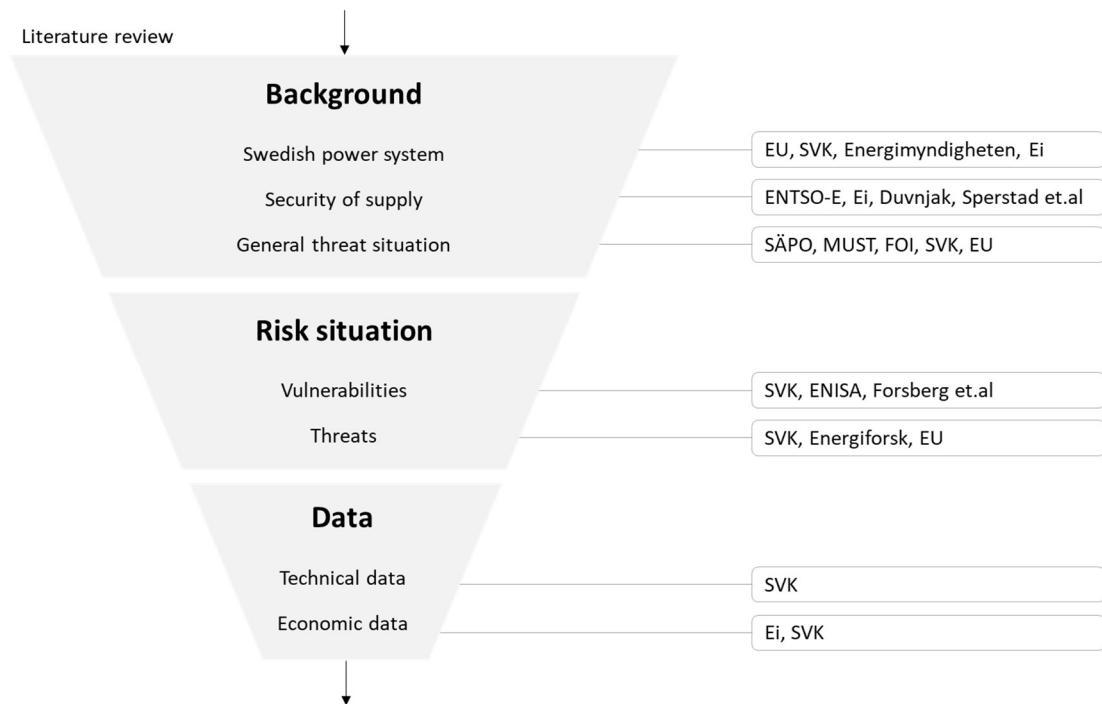 Literature review
Background
Swedish power system
EU, SVK, Energimyndigheten, Ei
Security of supply
ENTSO-E, Ei, Duvnjak, Sperstad et.al
General threat situation
SÄPO, MUST, FOI, SVK, EU
Risk situation
Vulnerabilities
SVK, ENISA, Forsberg et.al
Threats
SVK, Energiforsk, EU
Data
Technical data
SVK
Economic data
Ei, SVK